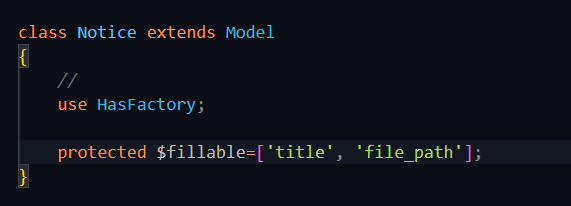 class Notice extends Model
{
    //
    use HasFactory;
    protected $fillable=['title', 'file_path'];
}